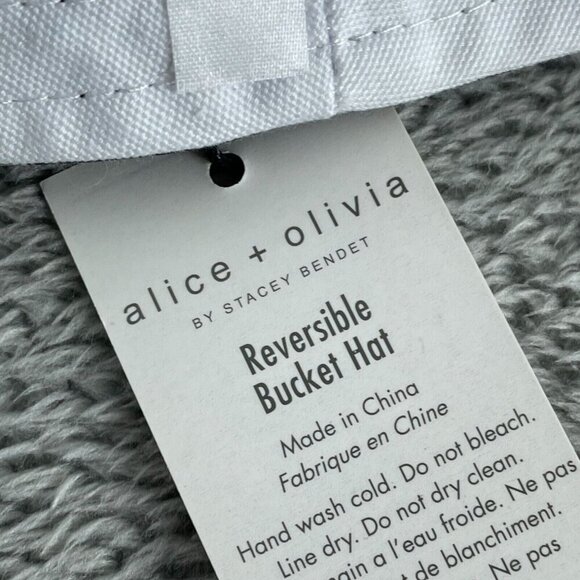 alice + olivia
BY STACEY BENDET
Reversible
Bucket Hat
Made in China
Fabrique en Chine
Hand wash cold. Do not bleach.
Line dry. Do not dry clean.
a l'eau froide. Ne pas
de blanchiment.
Ne pas